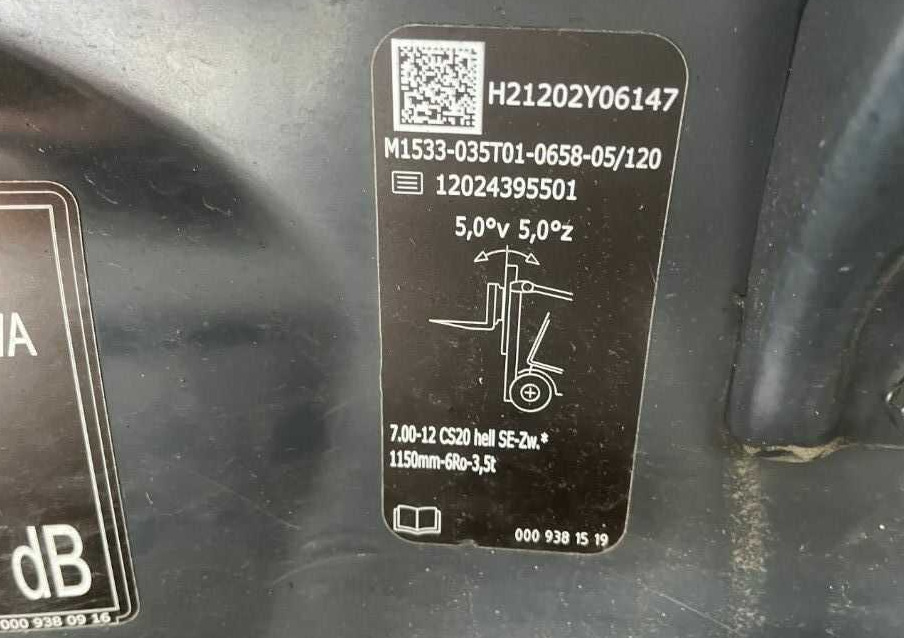 H21202Y06147
M1533-035T01-0658-05/120
12024395501
5,0°v 5,0°z
7.00-12 CS20 hell SE-Zw.*
1150mm-6Ro-3,5t
000 938 15 19
IA
dB
000 938 09 16